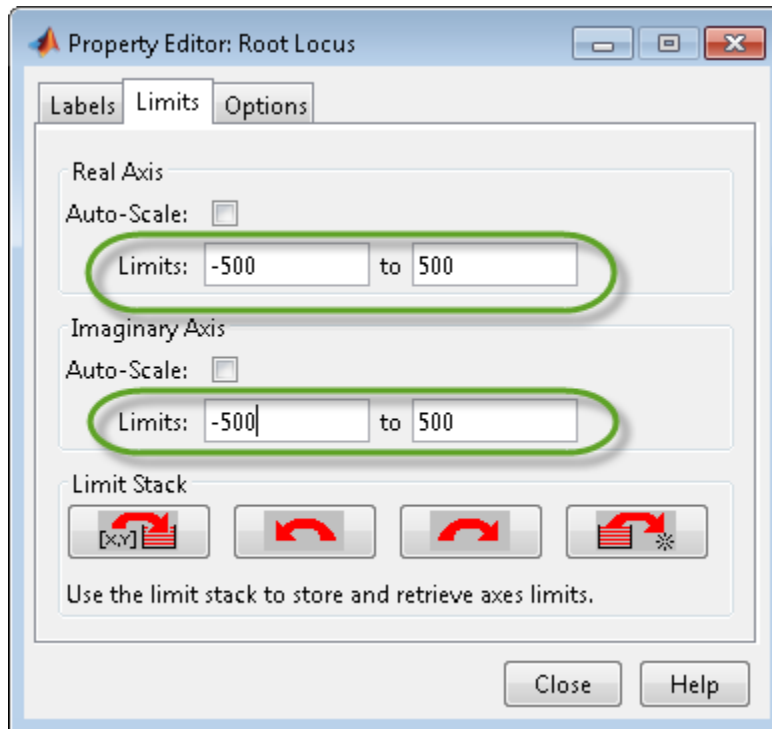 Property Editor: Root Locus
Labels Limits Options
Real Axis
Auto-Scale:
Limits: -500 to 500
Imaginary Axis
Auto-Scale:
Limits: -500 to 500
Limit Stack
[X,Y]
Use the limit stack to store and retrieve axes limits.
Close Help